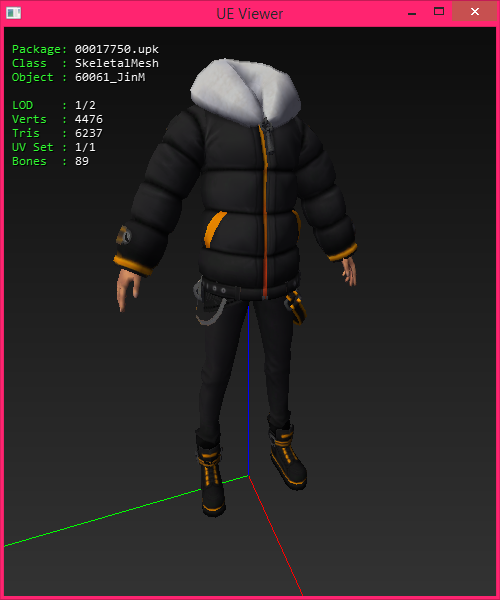 UE Viewer
Package: 00017750.upk
Class : SkeletalMesh
Object : 60061_JinM
LOD : 1/2
Verts : 4476
Tris : 6237
UV Set : 1/1
Bones : 89